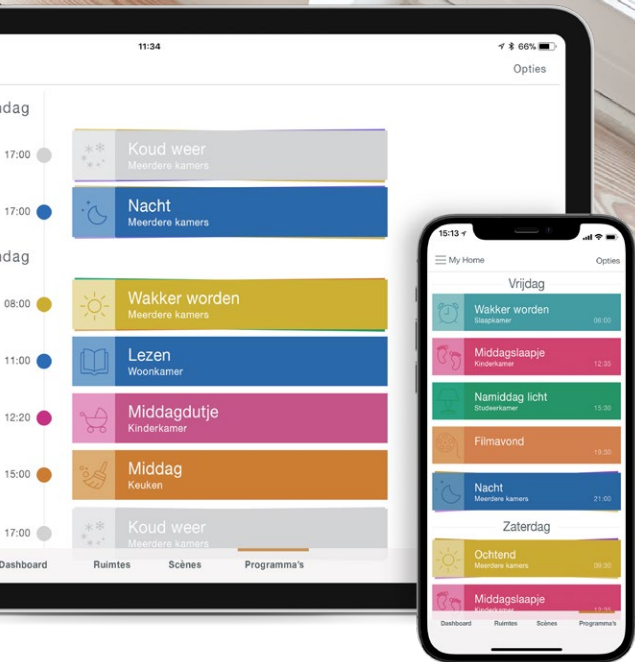 11:34
66%
Opties
dag
17:00
Koud weer
Meerdere kamers
17:00
Nacht
Meerdere kamers
dag
08:00
Wakker worden
Meerdere kamers
11:00
Lezen
Woonkamer
12:20
Middagdutje
Kinderkamer
15:00
Middag
Keuken
17:00
Koud weer
Meerdere kamers
Dashboard
Ruimtes
Scènes
Programma's
15:13
My Home
Opties
Vrijdag
Wakker worden
Slaapkamer
06:00
Middagslaapje
Kinderkamer
12:35
Namiddag licht
Studeerkamer
15:30
Filmavond
19:30
Nacht
Meerdere kamers
21:00
Zaterdag
Ochtend
Meerdere kamers
09:30
Middagslaapje
Kinderkamer
12:35
Dashboard
Ruimtes
Scènes
Programma's